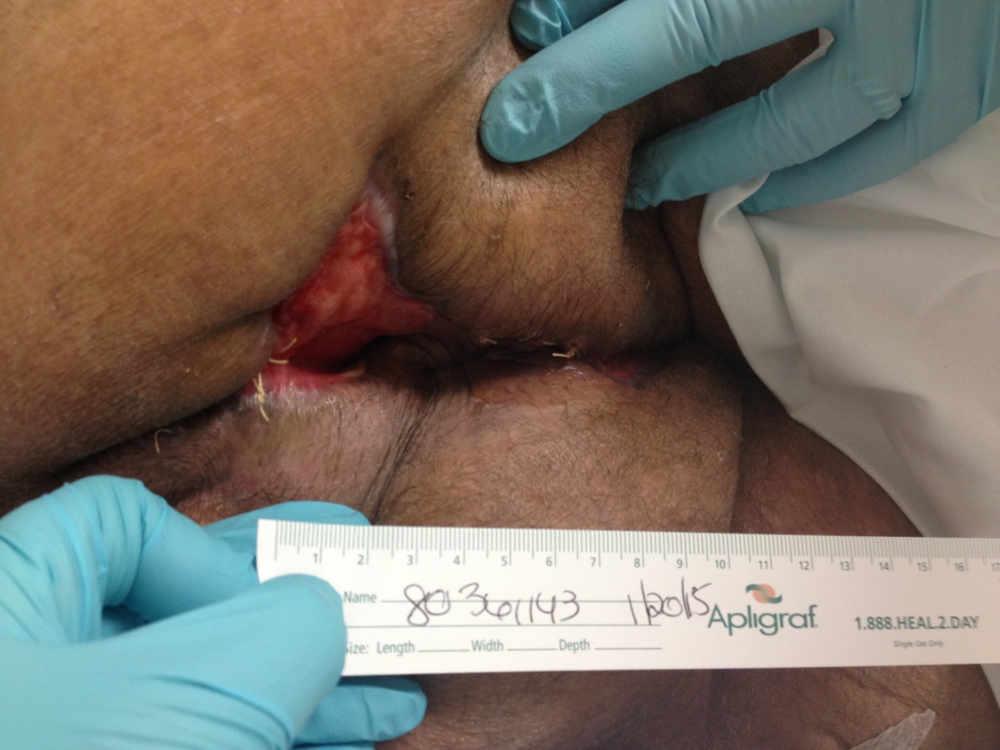 1 2 3 4 5 6 7 8 9 10 11 12 13 14 15 16 17
Name 80361143 1/20/15
Apligraf
1.888.HEAL.2.DAY
Size: Length Width Depth
Single Use Only